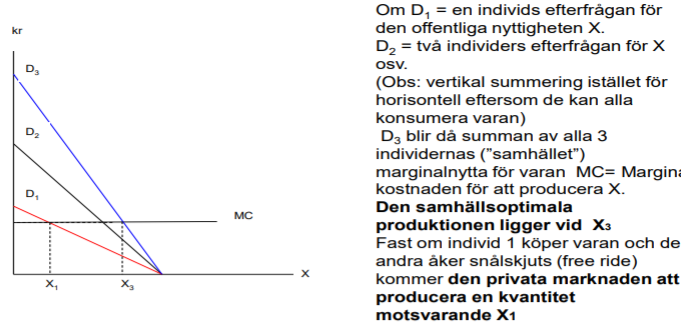 kr
D₃
D₂
D₁
MC
X
X₁
X₃
Om D₁ = en individs efterfrågan för
den offentliga nyttigheten X.
D₂ = två individers efterfrågan för X
osv.
(Obs: vertikal summering istället för
horisontell eftersom de kan alla
konsumera varan)
D₃ blir då summan av alla 3
individernas ("samhället")
marginalnytta för varan MC= Margina
kostnaden för att producera X.
Den samhällsoptimala
produktionen ligger vid X₃
Fast om individ 1 köper varan och de
andra åker snålskjuts (free ride)
kommer den privata marknaden att
producera en kvantitet
motsvarande X₁